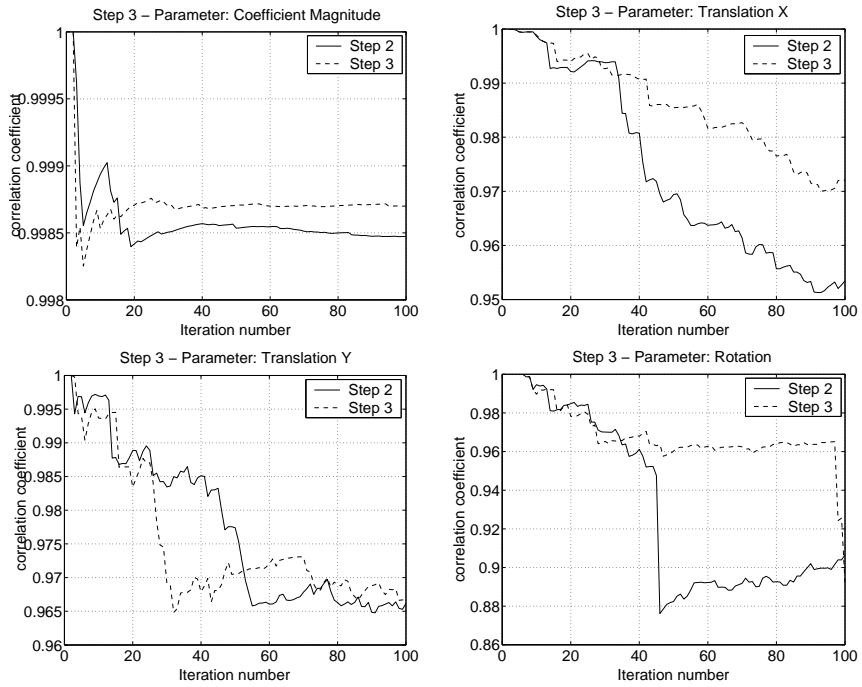 Step 3 − Parameter: Coefficient Magnitude
1
0.9995
0.999
0.9985
0.998
correlation coefficient
0
20
40
60
80
100
Iteration number
Step 2
Step 3
Step 3 − Parameter: Translation X
1
0.99
0.98
0.97
0.96
0.95
correlation coefficient
0
20
40
60
80
100
Iteration number
Step 2
Step 3
Step 3 − Parameter: Translation Y
1
0.995
0.99
0.985
0.98
0.975
0.97
0.965
0.96
correlation coefficient
0
20
40
60
80
100
Iteration number
Step 2
Step 3
Step 3 − Parameter: Rotation
1
0.98
0.96
0.94
0.92
0.9
0.88
0.86
correlation coefficient
0
20
40
60
80
100
Iteration number
Step 2
Step 3